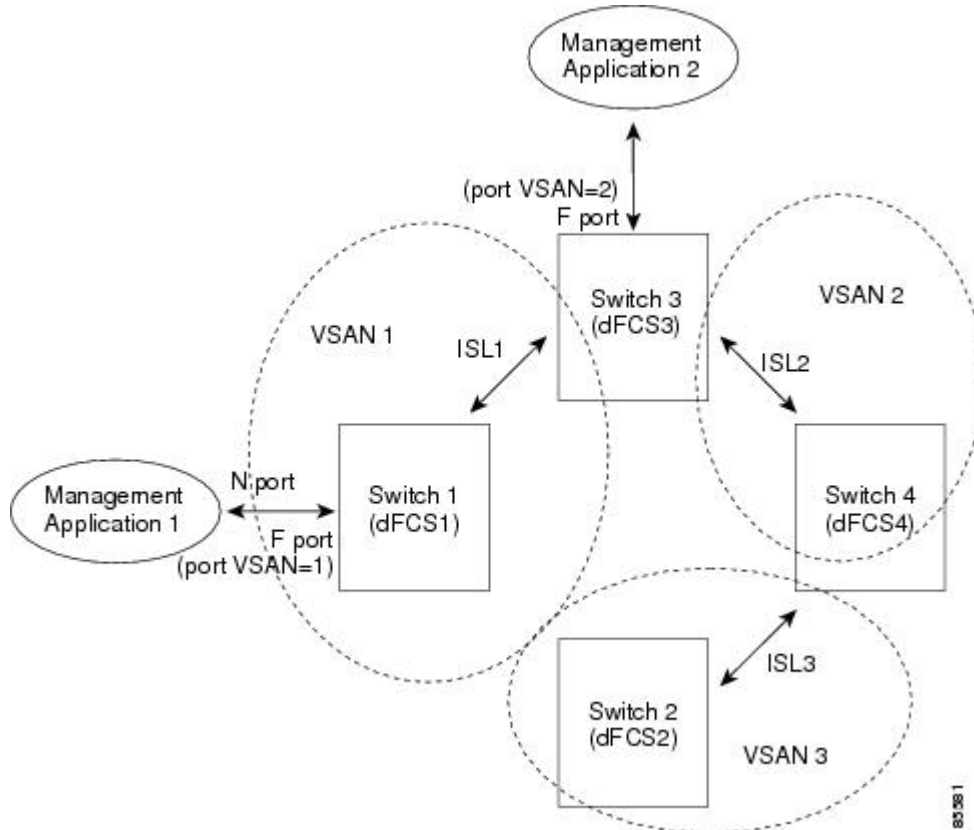 Management
Application 2
(port VSAN=2)
F port
Switch 3
(dFCS3)
VSAN 2
VSAN 1
ISL1
ISL2
Management
Application 1
N port
F port
(port VSAN=1)
Switch 1
(dFCS1)
Switch 4
(dFCS4)
ISL3
Switch 2
(dFCS2)
VSAN 3
85581